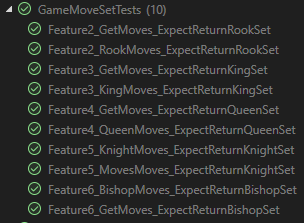 GameMoveSetTests (10)
Feature2_GetMoves_ExpectReturnRookSet
Feature2_RookMoves_ExpectReturnRookSet
Feature3_GetMoves_ExpectReturnKingSet
Feature3_KingMoves_ExpectReturnKingSet
Feature4_GetMoves_ExpectReturnQueenSet
Feature4_QueenMoves_ExpectReturnQueenSet
Feature5_KnightMoves_ExpectReturnKnightSet
Feature5_MovesMoves_ExpectReturnKnightSet
Feature6_BishopMoves_ExpectReturnBishopSet
Feature6_GetMoves_ExpectReturnBishopSet